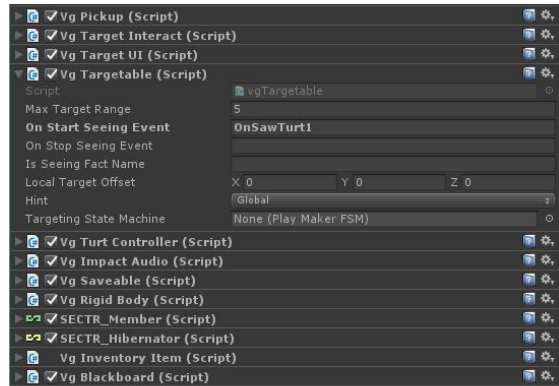 Vg Pickup (Script)
Vg Target Interact (Script)
Vg Target UI (Script)
Vg Targetable (Script)
Script vgTargetable
Max Target Range 5
On Start Seeing Event OnSawTurt1
On Stop Seeing Event
Is Seeing Fact Name
Local Target Offset X 0 Y 0 Z 0
Hint Global
Targeting State Machine None (Play Maker FSM)
Vg Turt Controller (Script)
Vg Impact Audio (Script)
Vg Saveable (Script)
Vg Rigid Body (Script)
SECTR_Member (Script)
SECTR_Hibernator (Script)
Vg Inventory Item (Script)
Vg Blackboard (Script)